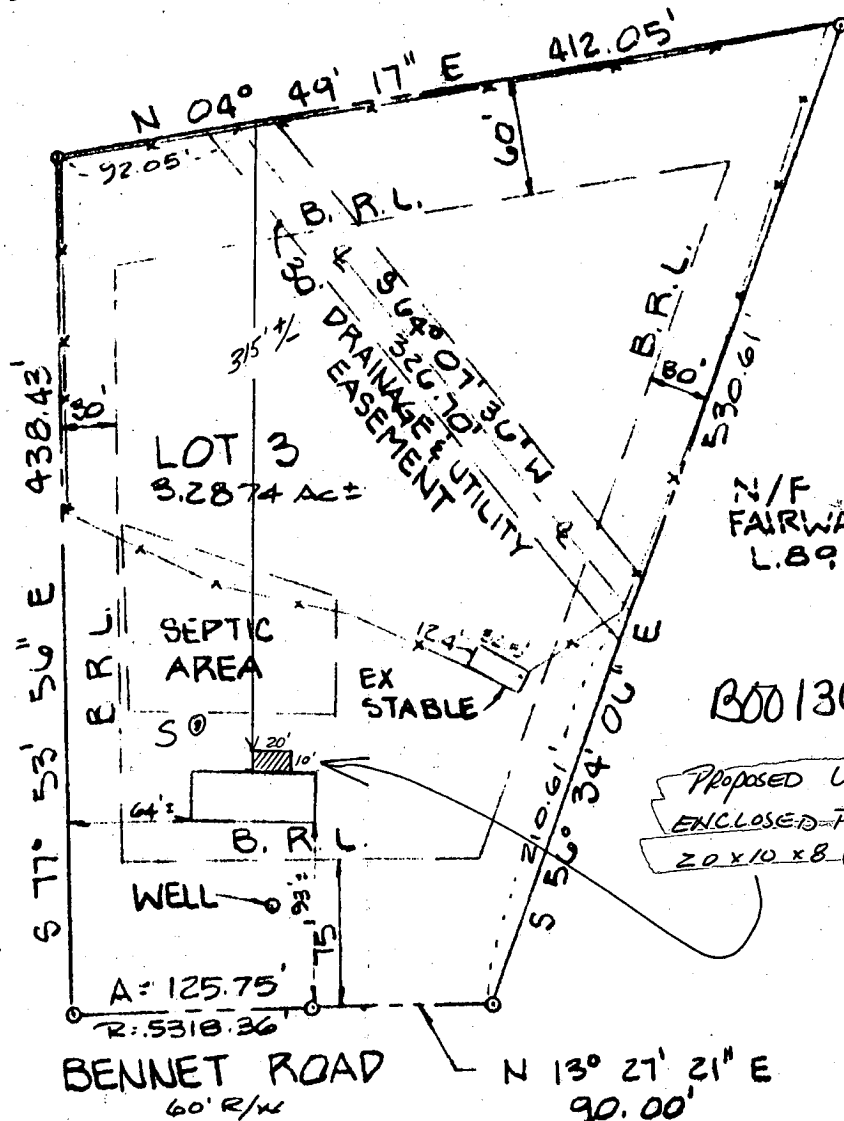 N 04° 49' 17" E
412.05'
92.05'
60'
B. R. L.
30'
DRAINAGE & UTILITY
EASEMENT
S 64° 07' 36" W
326.70'
315' +/-
B. R. L.
80'
530.61'
438.43'
30'
LOT 3
3.2874 AC±
N/F
FAIRWA
L.89
SEPTIC
AREA
12.4'
EX
STABLE
S 77° 53' 56" E
B R L.
S
20'
10'
64'±
B. R. L.
WELL
93'±
75'
210.61'
S 56° 34' 06" E
B00130
PROPOSED
ENCLOSED
20 x 10 x 8
A = 125.75'
R = 5318.36'
BENNET ROAD
60' R/W
N 13° 27' 21" E
90.00'